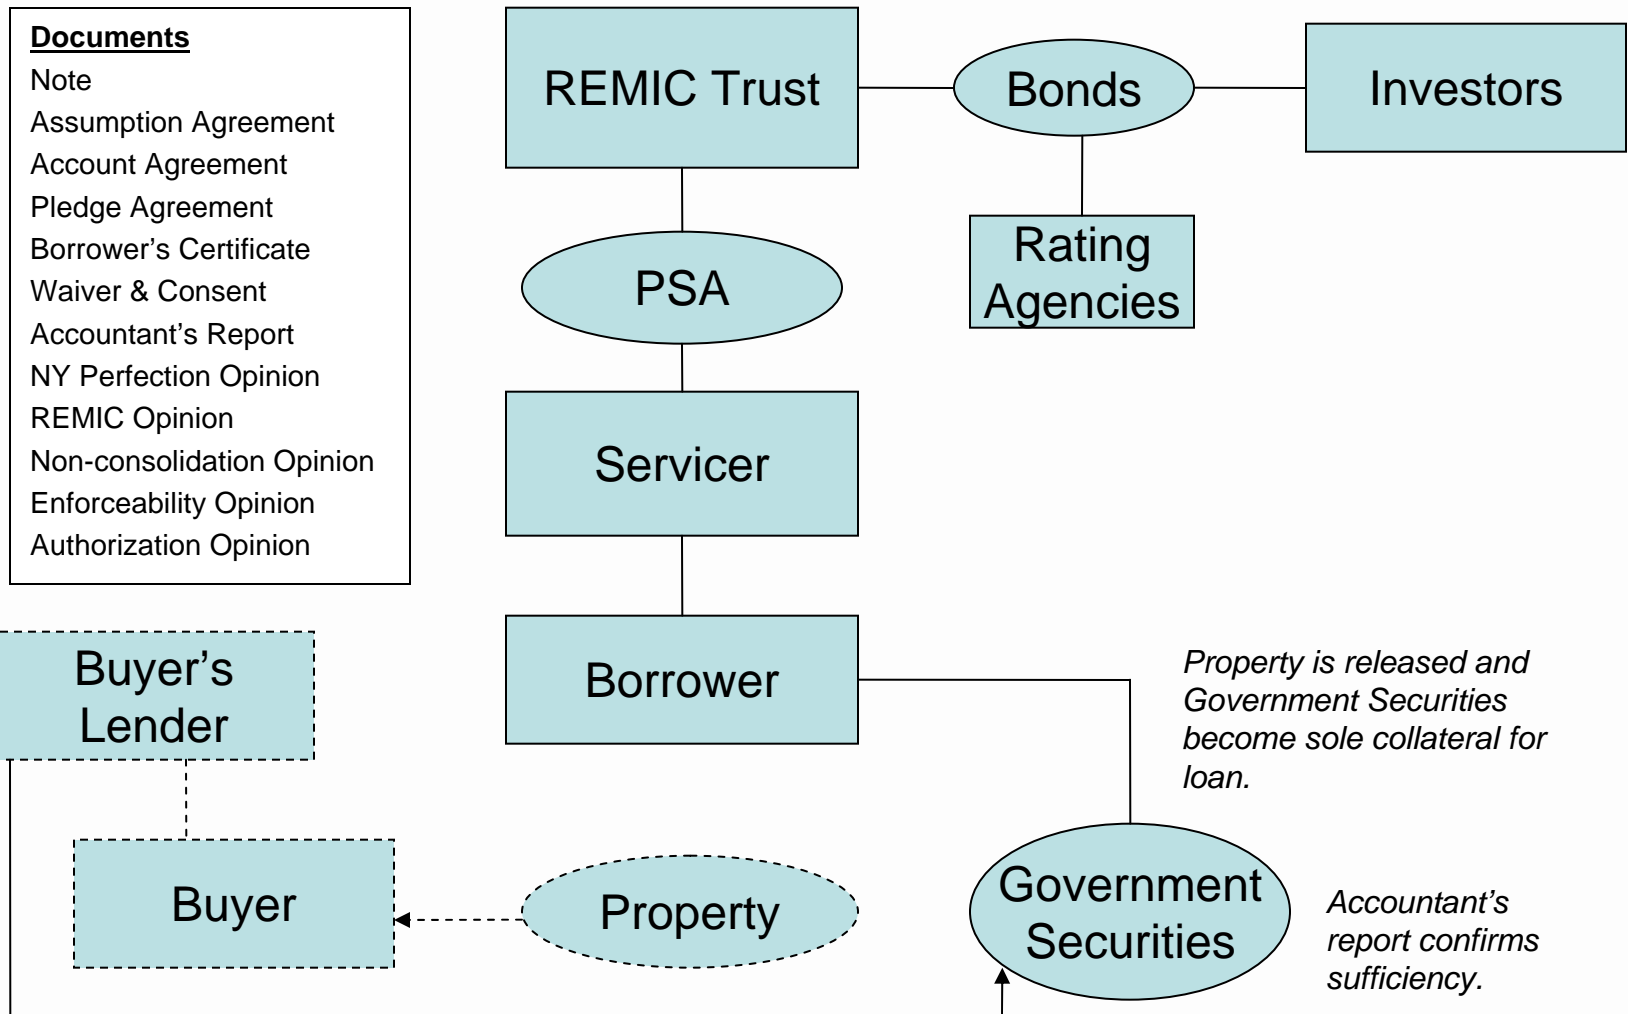 Documents
Note
Assumption Agreement
Account Agreement
Pledge Agreement
Borrower’s Certificate
Waiver & Consent
Accountant’s Report
NY Perfection Opinion
REMIC Opinion
Non-consolidation Opinion
Enforceability Opinion
Authorization Opinion
REMIC Trust
Bonds
Investors
Rating
Agencies
PSA
Servicer
Borrower
Property is released and
Government Securities
become sole collateral for
loan.
Buyer’s
Lender
Buyer
Property
Government
Securities
Accountant’s
report confirms
sufficiency.